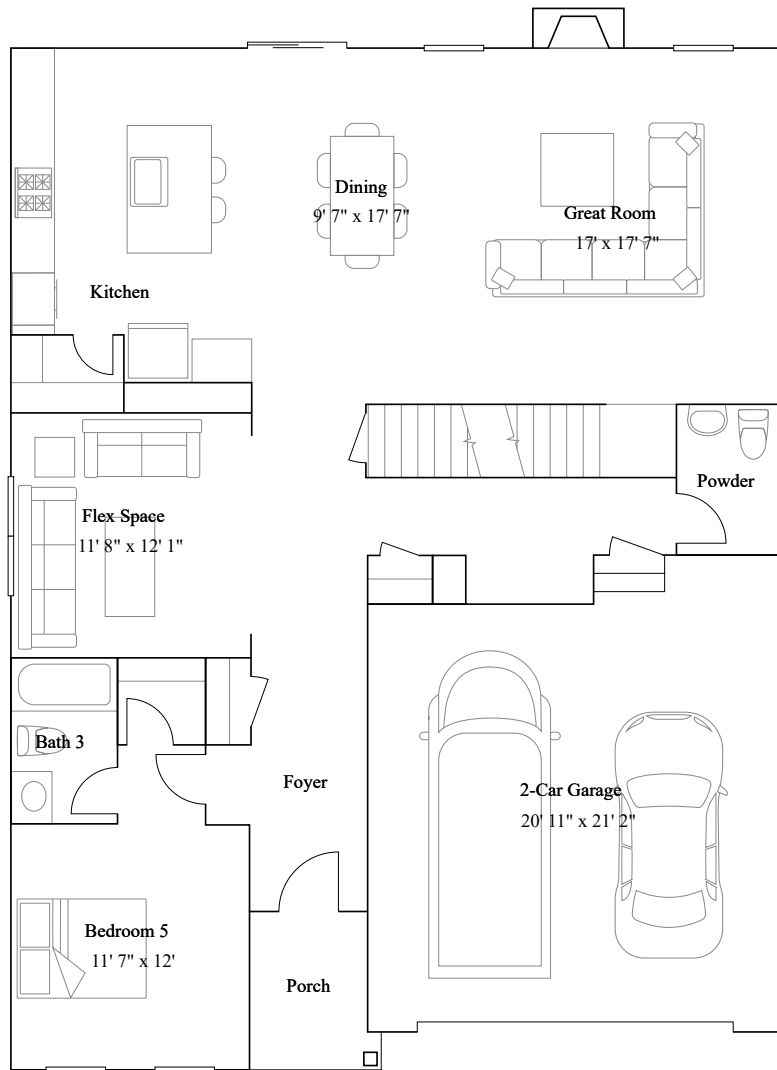 Dining
9' 7" x 17' 7"
Great Room
17' x 17' 7"
Kitchen
Powder
Flex Space
11' 8" x 12' 1"
Bath 3
Foyer
2-Car Garage
20' 11" x 21' 2"
Bedroom 5
11' 7" x 12'
Porch